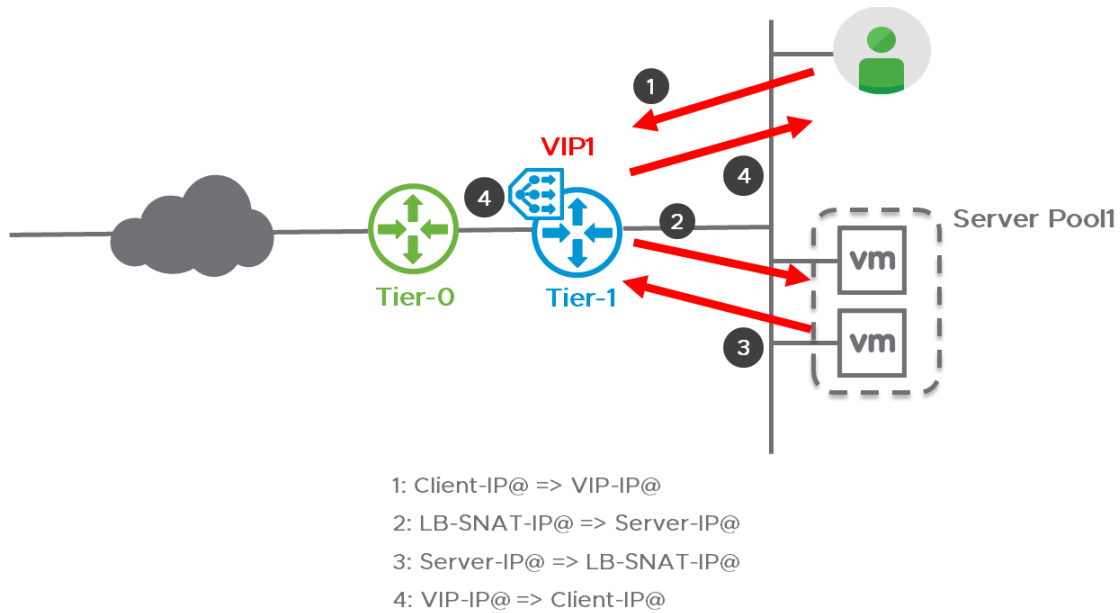 1
VIP1
4
4
2
Server Pool1
vm
Tier-0
Tier-1
vm
3
1: Client-IP@ => VIP-IP@
2: LB-SNAT-IP@ => Server-IP@
3: Server-IP@ => LB-SNAT-IP@
4: VIP-IP@ => Client-IP@